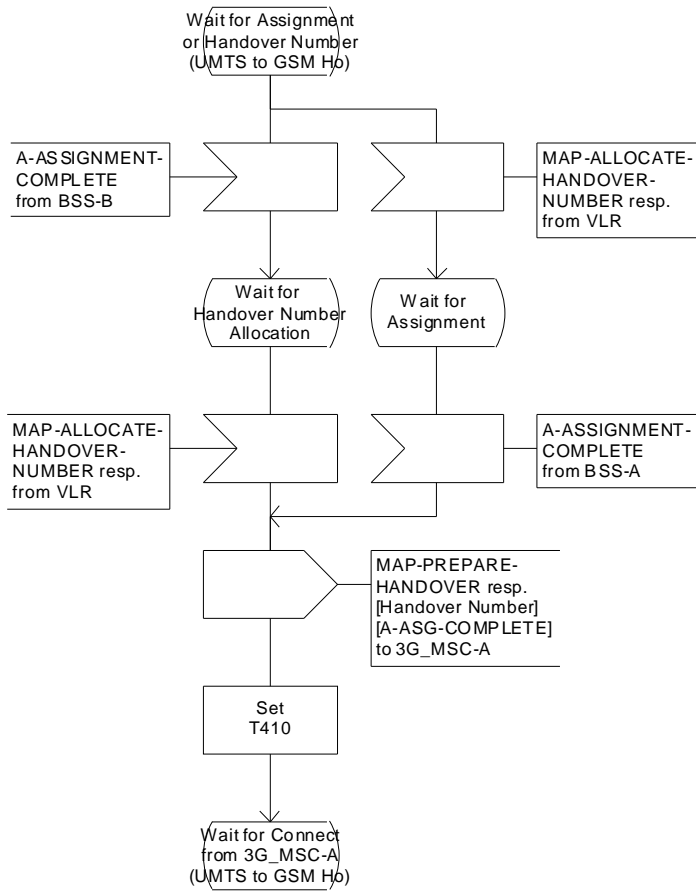 Wait for Assignment
or Handover Number
(UMTS to GSM Ho)
A-ASSIGNMENT-
COMPLETE
from BSS-B
MAP-ALLOCATE-
HANDOVER-
NUMBER resp.
from VLR
Wait for
Handover Number
Allocation
Wait for
Assignment
MAP-ALLOCATE-
HANDOVER-
NUMBER resp.
from VLR
A-ASSIGNMENT-
COMPLETE
from BSS-A
MAP-PREPARE-
HANDOVER resp.
[Handover Number]
[A-ASG-COMPLETE]
to 3G_MSC-A
Set
T410
Wait for Connect
from 3G_MSC-A
(UMTS to GSM Ho)